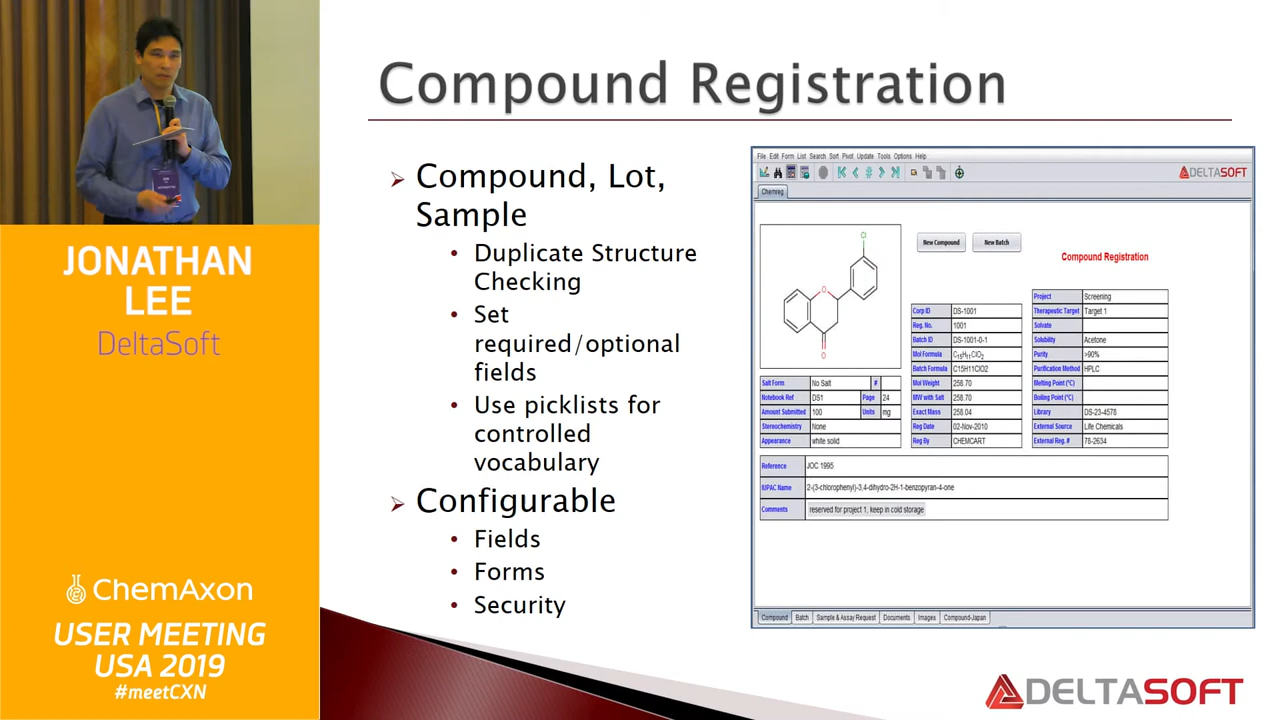 Compound Registration
JONATHAN
LEE
DeltaSoft
ChemAxon
USER MEETING
USA 2019
#meetCXN
Compound, Lot,
Sample
• Duplicate Structure
Checking
• Set
required/optional
fields
• Use picklists for
controlled
vocabulary
Configurable
• Fields
• Forms
• Security
File Edit Form List Search Sort Pivot Update Tools Options Help
DELTASOFT
Chemreg
New Compound New Batch
Compound Registration
Cl
O
O
Salt Form No Salt #
Notebook Ref DS1 Page 24
Amount Submitted 100 Units mg
Stereochemistry None
Appearance white solid
Corp ID DS-1001
Reg. No. 1001
Batch ID DS-1001-0-1
Mol Formula C15H11ClO2
Batch Formula C15H11ClO2
Mol Weight 258.70
MW with Salt 258.70
Exact Mass 258.04
Reg Date 02-Nov-2010
Reg By CHEMCART
Project Screening
Therapeutic Target Target 1
Solvate
Solubility Acetone
Purity >90%
Purification Method HPLC
Melting Point (°C)
Boiling Point (°C)
Library DS-23-4578
External Source Life Chemicals
External Reg. # 78-2634
Reference JOC 1995
IUPAC Name 2-(3-chlorophenyl)-3,4-dihydro-2H-1-benzopyran-4-one
Comments reserved for project 1, keep in cold storage
Compound Batch Sample & Assay Request Documents Images Compound-Japan
DELTASOFT